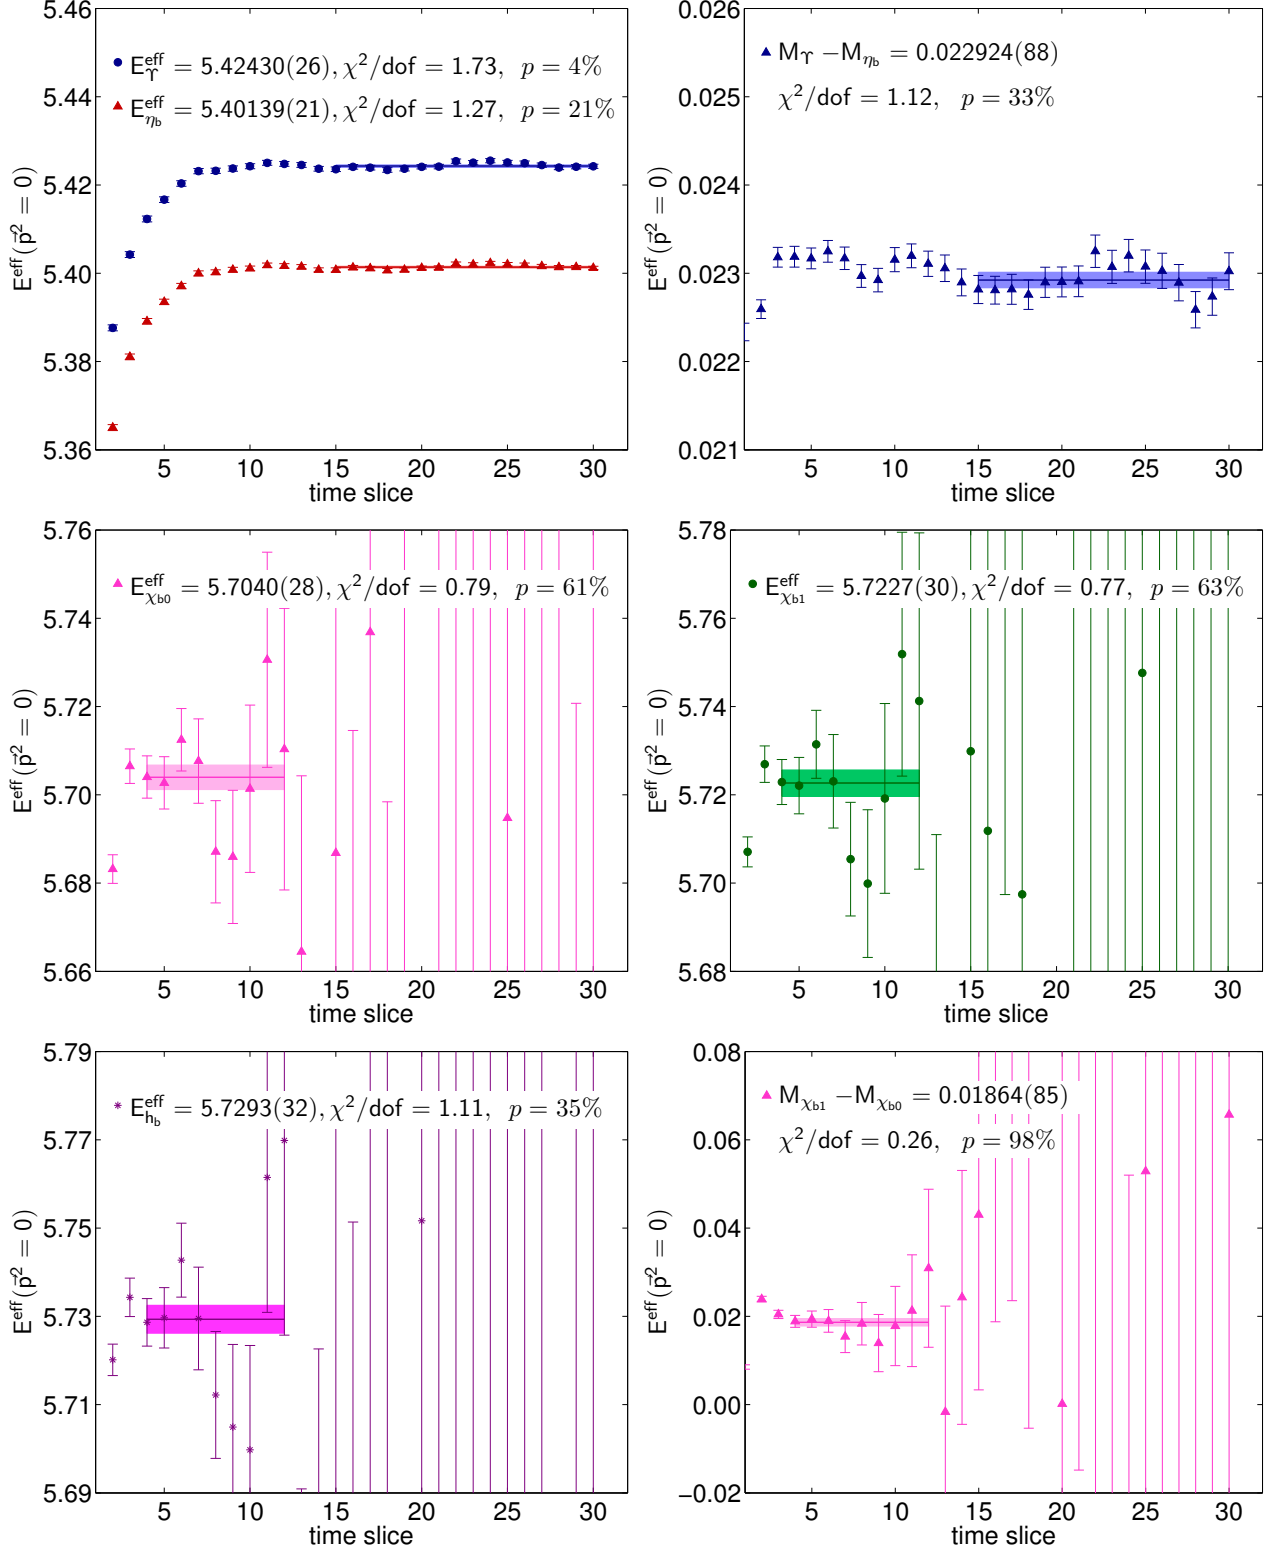 E^eff_Υ = 5.42430(26), χ²/dof = 1.73, p = 4%
E^eff_ηb = 5.40139(21), χ²/dof = 1.27, p = 21%
E^eff (p⃗² = 0)
5.46
5.44
5.42
5.40
5.38
5.36
5 10 15 20 25 30
time slice
M_Υ − M_ηb = 0.022924(88)
χ²/dof = 1.12, p = 33%
E^eff (p⃗² = 0)
0.026
0.025
0.024
0.023
0.022
0.021
5 10 15 20 25 30
time slice
E^eff_χb0 = 5.7040(28), χ²/dof = 0.79, p = 61%
E^eff (p⃗² = 0)
5.76
5.74
5.72
5.70
5.68
5.66
5 10 15 20 25 30
time slice
E^eff_χb1 = 5.7227(30), χ²/dof = 0.77, p = 63%
E^eff (p⃗² = 0)
5.78
5.76
5.74
5.72
5.70
5.68
5 10 15 20 25 30
time slice
E^eff_hb = 5.7293(32), χ²/dof = 1.11, p = 35%
E^eff (p⃗² = 0)
5.79
5.77
5.75
5.73
5.71
5.69
5 10 15 20 25 30
time slice
M_χb1 − M_χb0 = 0.01864(85)
χ²/dof = 0.26, p = 98%
E^eff (p⃗² = 0)
0.08
0.06
0.04
0.02
0.00
−0.02
5 10 15 20 25 30
time slice